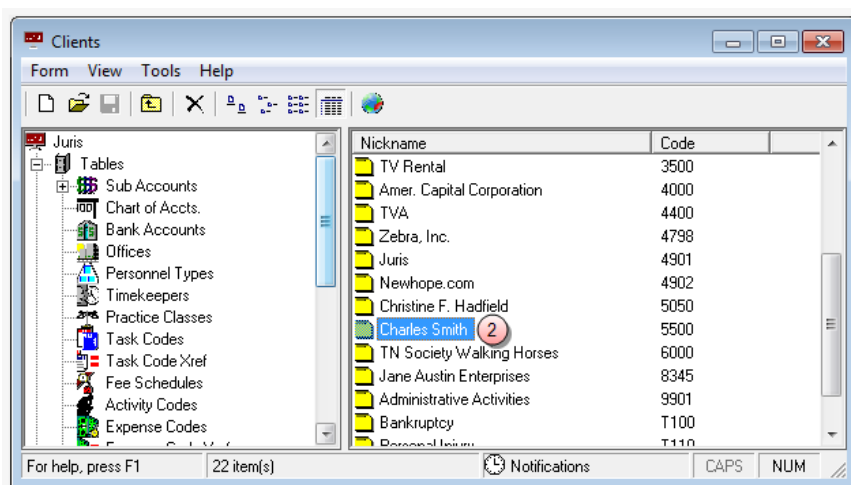 Clients
Form View Tools Help
Juris
Tables
Sub Accounts
Chart of Accts.
Bank Accounts
Offices
Personnel Types
Timekeepers
Practice Classes
Task Codes
Task Code Xref
Fee Schedules
Activity Codes
Expense Codes
Nickname Code
TV Rental 3500
Amer. Capital Corporation 4000
TVA 4400
Zebra, Inc. 4798
Juris 4901
Newhope.com 4902
Christine F. Hadfield 5050
Charles Smith 2 5500
TN Society Walking Horses 6000
Jane Austin Enterprises 8345
Administrative Activities 9901
Bankruptcy T100
Personal Injury T110
For help, press F1 22 item(s) Notifications CAPS NUM